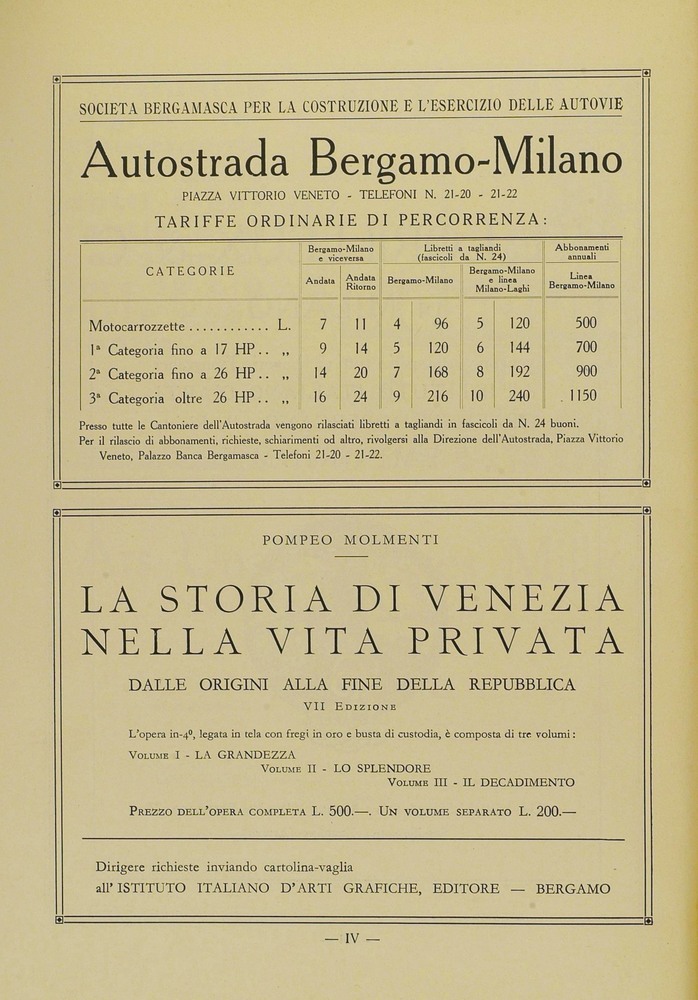 SOCIETA BERGAMASCA PER LA COSTRUZIONE E L'ESERCIZIO DELLE AUTOVIE
Autostrada Bergamo-Milano
PIAZZA VITTORIO VENETO - TELEFONI N. 21-20 - 21-22
TARIFFE ORDINARIE DI PERCORRENZA:
CATEGORIE
Bergamo-Milano e viceversa
Andata
Andata Ritorno
Libretti a tagliandi (fascicoli da N. 24)
Bergamo-Milano
Bergamo-Milano e linea Milano-Laghi
Abbonamenti annuali
Linea Bergamo-Milano
Motocarrozzette ............ L. 7 11 4 96 5 120 500
1ª Categoria fino a 17 HP.. „ 9 14 5 120 6 144 700
2ª Categoria fino a 26 HP.. „ 14 20 7 168 8 192 900
3ª Categoria oltre 26 HP.. „ 16 24 9 216 10 240 1150
Presso tutte le Cantoniere dell'Autostrada vengono rilasciati libretti a tagliandi in fascicoli da N. 24 buoni.
Per il rilascio di abbonamenti, richieste, schiarimenti od altro, rivolgersi alla Direzione dell'Autostrada, Piazza Vittorio
Veneto, Palazzo Banca Bergamasca - Telefoni 21-20 - 21-22.
POMPEO MOLMENTI
LA STORIA DI VENEZIA
NELLA VITA PRIVATA
DALLE ORIGINI ALLA FINE DELLA REPUBBLICA
VII EDIZIONE
L'opera in-4º, legata in tela con fregi in oro e busta di custodia, è composta di tre volumi:
VOLUME I - LA GRANDEZZA
VOLUME II - LO SPLENDORE
VOLUME III - IL DECADIMENTO
PREZZO DELL'OPERA COMPLETA L. 500.—. UN VOLUME SEPARATO L. 200.—
Dirigere richieste inviando cartolina-vaglia
all' ISTITUTO ITALIANO D'ARTI GRAFICHE, EDITORE — BERGAMO
— IV —